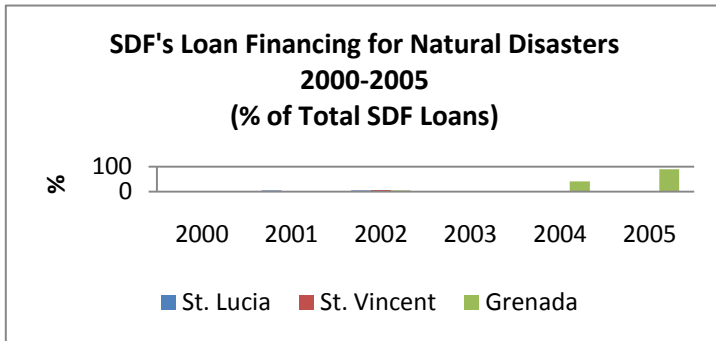 SDF's Loan Financing for Natural Disasters
2000-2005
(% of Total SDF Loans)
%
100
0
2000 2001 2002 2003 2004 2005
St. Lucia St. Vincent Grenada